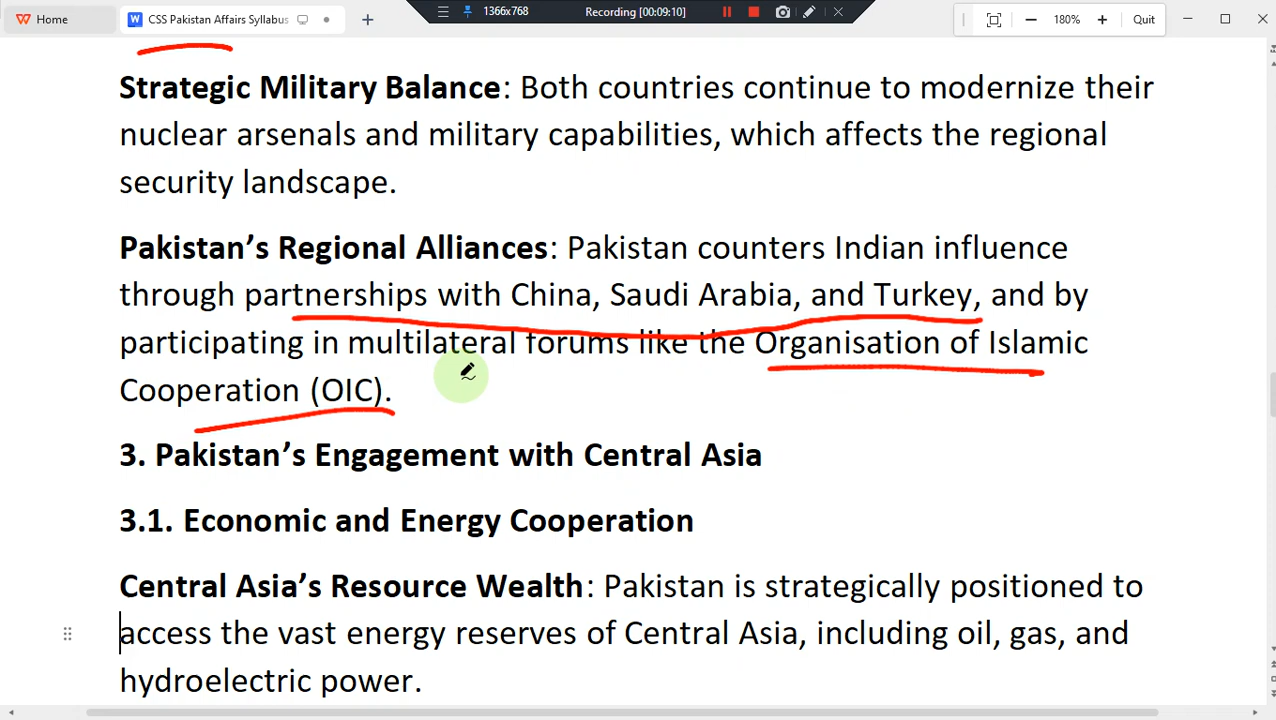 Home
CSS Pakistan Affairs Syllabus
1366x768
Recording [00:09:10]
180%
Quit
Strategic Military Balance: Both countries continue to modernize their
nuclear arsenals and military capabilities, which affects the regional
security landscape.
Pakistan’s Regional Alliances: Pakistan counters Indian influence
through partnerships with China, Saudi Arabia, and Turkey, and by
participating in multilateral forums like the Organisation of Islamic
Cooperation (OIC).
3. Pakistan’s Engagement with Central Asia
3.1. Economic and Energy Cooperation
Central Asia’s Resource Wealth: Pakistan is strategically positioned to
access the vast energy reserves of Central Asia, including oil, gas, and
hydroelectric power.